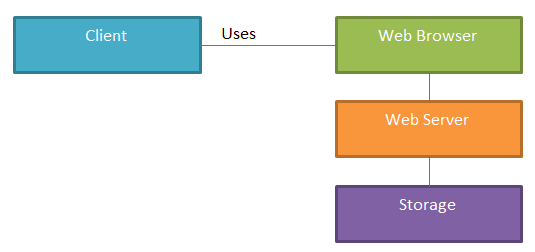 Client
Uses
Web Browser
Web Server
Storage